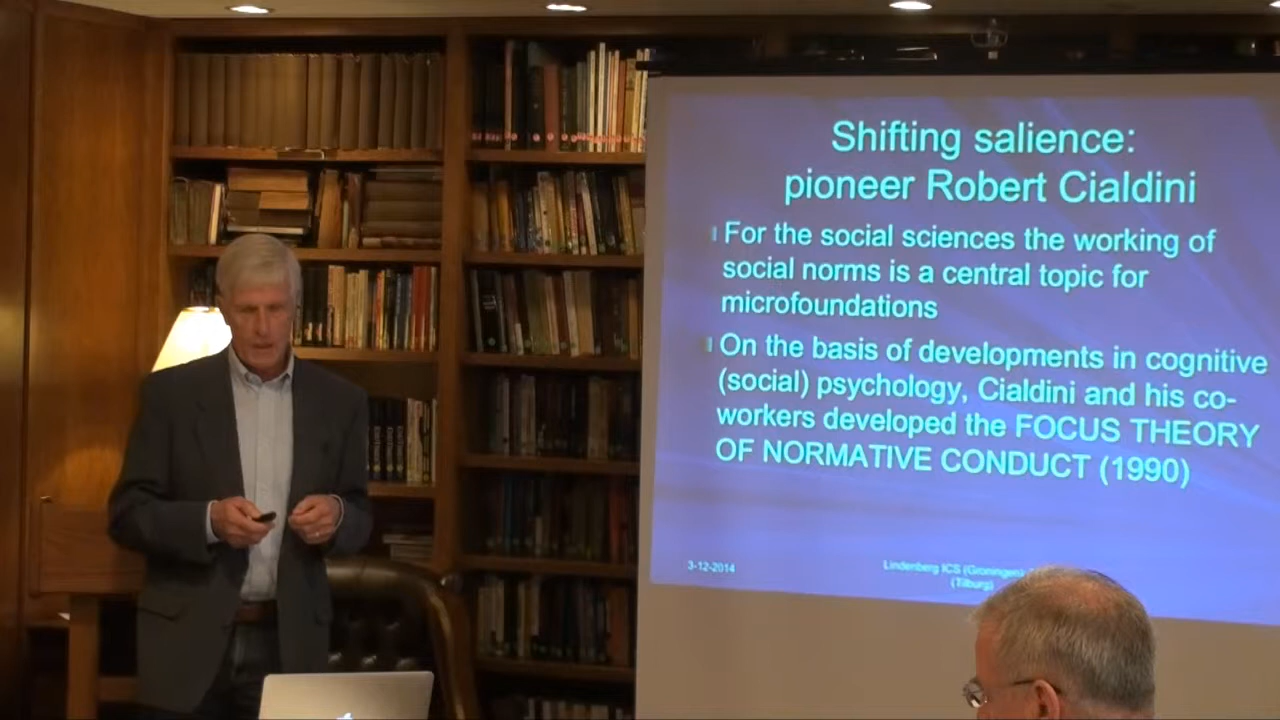 Shifting salience:
pioneer Robert Cialdini
For the social sciences the working of
social norms is a central topic for
microfoundations
On the basis of developments in cognitive
(social) psychology, Cialdini and his co-
workers developed the FOCUS THEORY
OF NORMATIVE CONDUCT (1990)
3-12-2014
Lindenberg ICS (Groningen)
(Tilburg)